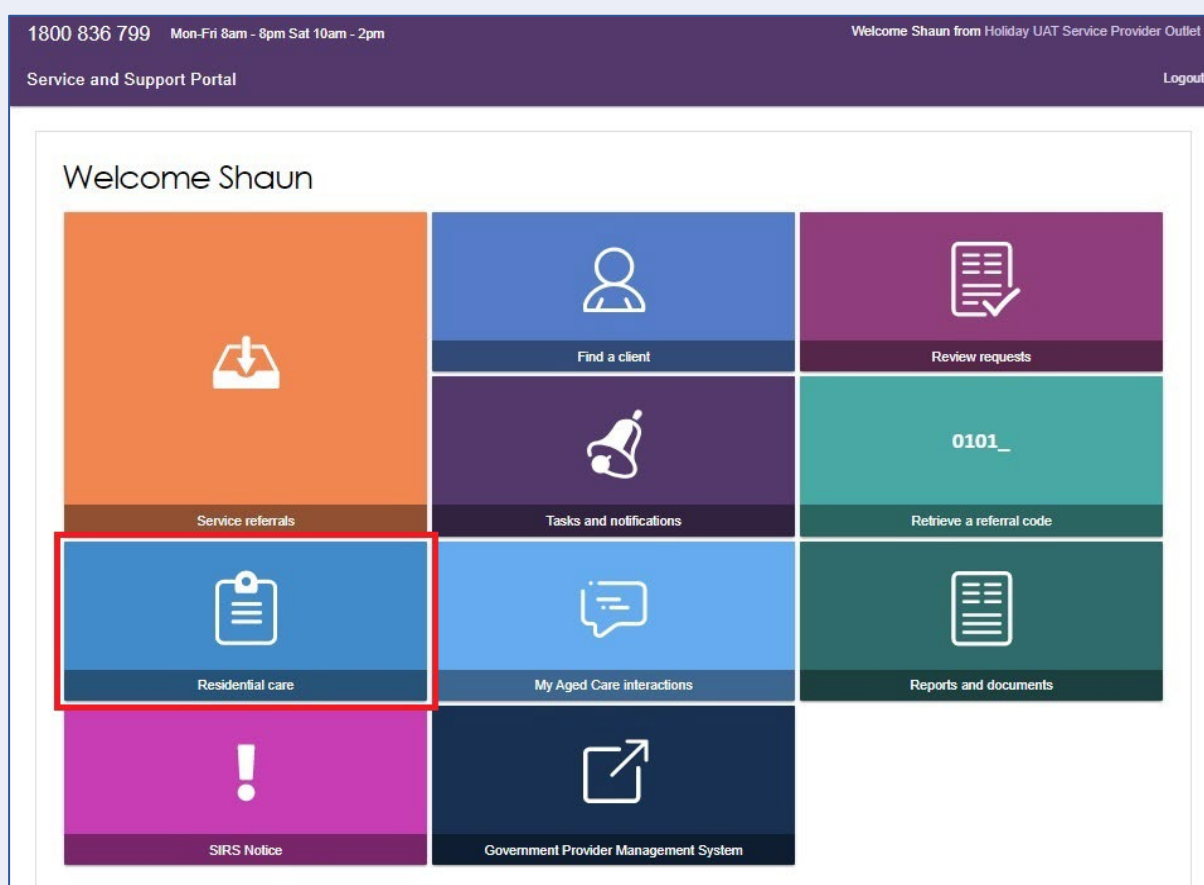 1800 836 799 Mon-Fri 8am - 8pm Sat 10am - 2pm
Welcome Shaun from Holiday UAT Service Provider Outlet
Service and Support Portal
Logout
Welcome Shaun
Find a client
Review requests
0101_
Service referrals
Tasks and notifications
Retrieve a referral code
Residential care
My Aged Care interactions
Reports and documents
SIRS Notice
Government Provider Management System